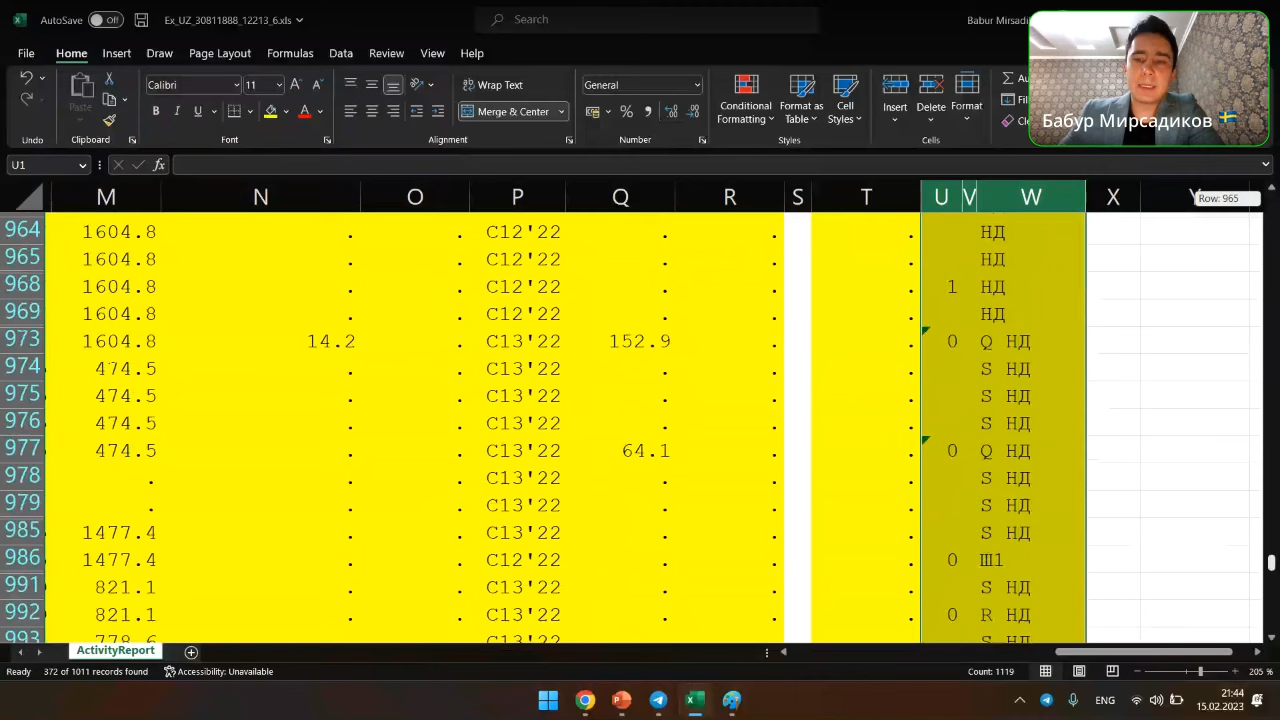 AutoSave Off Ex_UZ_30811888_12213_6.xls Search Babur Mirsadi
File Home Insert Draw Page Layout Formulas Data Review View Help
Calibri 11 Wrap Text General
Paste Merge & Center Conditional Formatting Format as Table Cell Styles Insert Delete Format
Undo Clipboard Font Alignment Number Styles Cells
Бабур Мирсадиков
U1 fx
M N O P Q R S T U V W X Y Row: 965
964 1604.8 . . C12'22 . . . НД
965 1604.8 . . C12'22 . . . НД
968 1604.8 . . C12'22 . . . 1 НД
969 1604.8 . . C12'22 . . . НД
973 1604.8 14.2 . C13'22 152.9 . . 0 Q НД
974 474.5 . . C13'22 . . . S НД
975 474.5 . . C13'22 . . . S НД
976 474.5 . . C13'22 . . . S НД
977 474.5 . . C13'22 64.1 . . 0 Q НД
978 . . . C13'22 . . . S НД
979 . . . C13'22 . . . S НД
985 1477.4 . . C13'22 . . . S НД
986 1477.4 . . C12'22 . . . 0 Ш1
991 821.1 . . C13'22 . . . S НД
992 821.1 . . C13'22 . . . 0 R НД
993 778.6 C13'22 S НД
ActivityReport
Ready 372 of 1011 records found Accessibility: Unavailable Count: 1119 205 %
ENG 21:44
15.02.2023